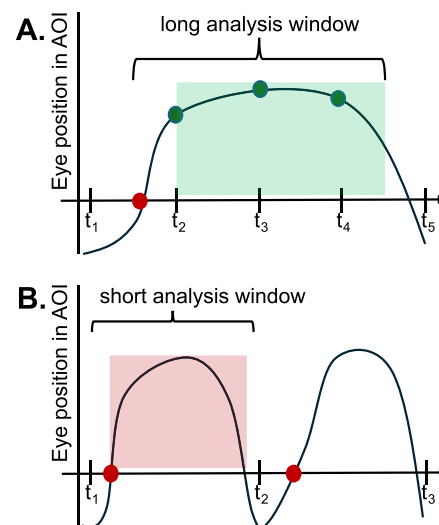 A.
long analysis window
Eye position in AOI
t1 t2 t3 t4 t5
B.
short analysis window
Eye position in AOI
t1 t2 t3